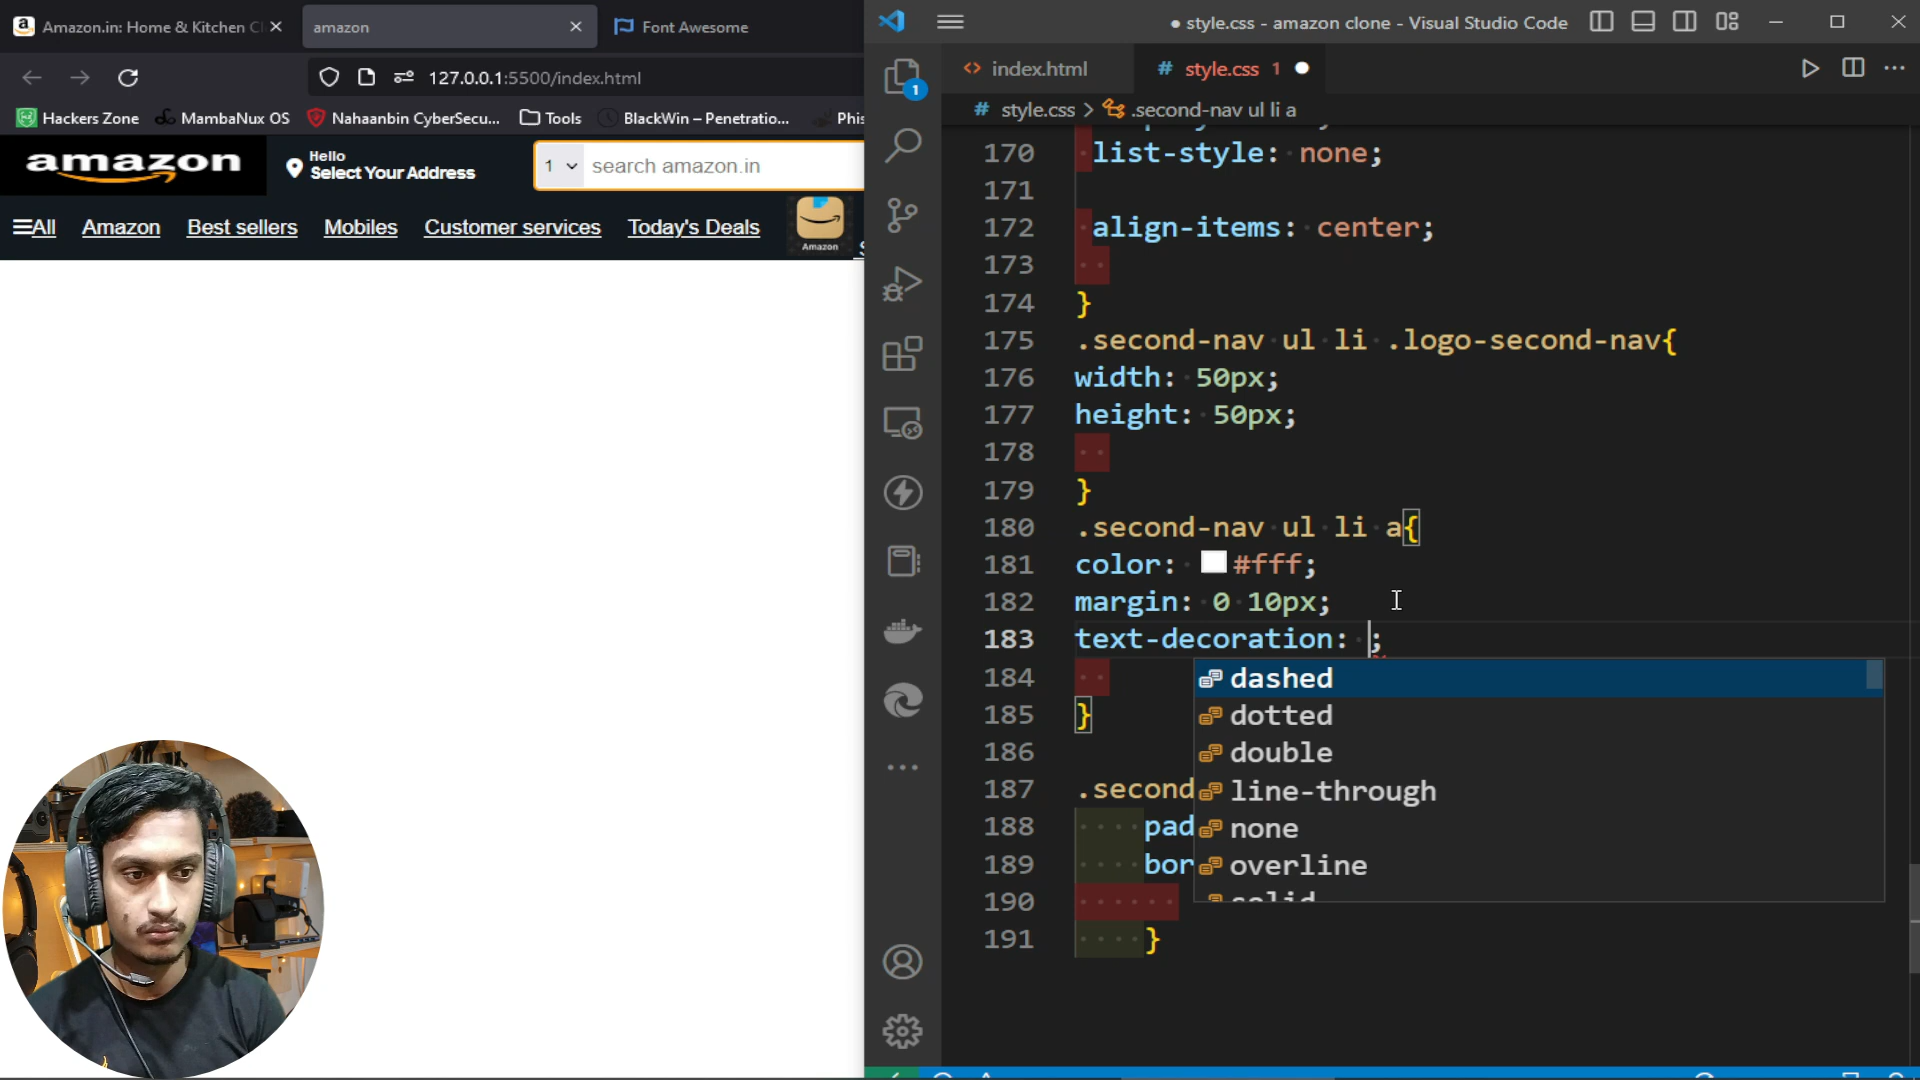 Amazon.in: Home & Kitchen C
amazon
Font Awesome
127.0.0.1:5500/index.html
Hackers Zone
MambaNux OS
Nahaanbin CyberSecu...
Tools
BlackWin – Penetratio...
Phis
amazon
Hello
Select Your Address
1
search amazon.in
All
Amazon
Best sellers
Mobiles
Customer services
Today's Deals
Amazon
style.css - amazon clone - Visual Studio Code
index.html
# style.css 1
# style.css > .second-nav ul li a
1
170 list-style: none;
171
172 align-items: center;
173
174 }
175 .second-nav ul li .logo-second-nav{
176 width: 50px;
177 height: 50px;
178
179 }
180 .second-nav ul li a{
181 color: #fff;
182 margin: 0 10px;
183 text-decoration: ;
184
185 }
186
187 .second
188 pad
189 bor
190
191 }
dashed
dotted
double
line-through
none
overline
solid